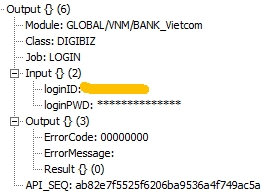 Output {} (6)
Module: GLOBAL/VNM/BANK_Vietcom
Class: DIGIBIZ
Job: LOGIN
Input {} (2)
loginID:
loginPWD: ***************
Output {} (3)
ErrorCode: 00000000
ErrorMessage:
Result {} (0)
API_SEQ: ab82e7f5525f6206ba9536a4f749ac5a